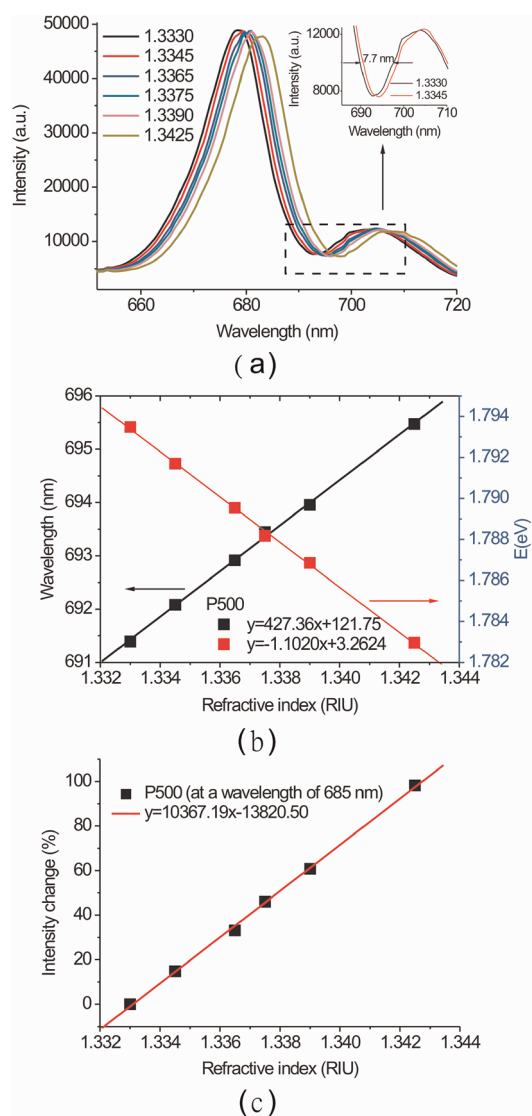 50000
40000
30000
20000
10000
Intensity (a.u.)
1.3330
1.3345
1.3365
1.3375
1.3390
1.3425
12000
8000
Intensity (a.u.)
7.7 nm
1.3330
1.3345
690 700 710
Wavelength (nm)
660 680 700 720
Wavelength (nm)
(a)
696
695
694
693
692
691
Wavelength (nm)
1.794
1.792
1.790
1.788
1.786
1.784
1.782
E(eV)
P500
y=427.36x+121.75
y=-1.1020x+3.2624
1.332 1.334 1.336 1.338 1.340 1.342 1.344
Refractive index (RIU)
(b)
100
80
60
40
20
0
Intensity change (%)
P500 (at a wavelength of 685 nm)
y=10367.19x-13820.50
1.332 1.334 1.336 1.338 1.340 1.342 1.344
Refractive index (RIU)
(c)